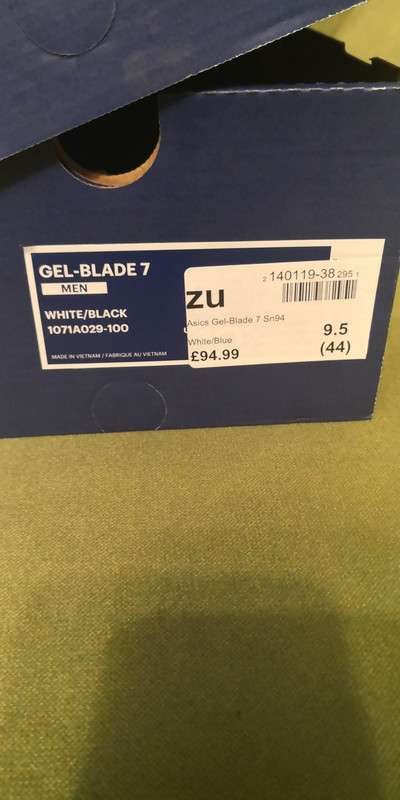 GEL-BLADE 7
MEN
WHITE/BLACK
1071A029-100
MADE IN VIETNAM / FABRIQUE AU VIETNAM
zu
2 140119-38 295 1
Asics Gel-Blade 7 Sn94
White/Blue
£94.99
9.5
(44)